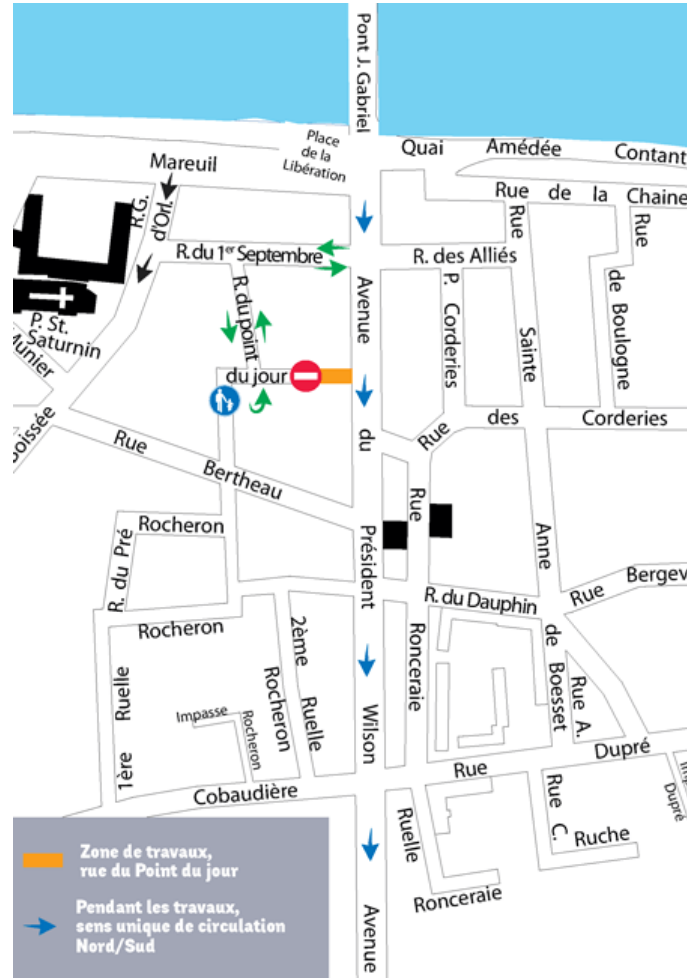 Pont J. Gabriel
Place
de la
Libération
Quai Amédée Contant
Mareuil
Rue de la Chaine
R.G.
d'Orl.
R. du 1er Septembre
R. des Alliés
Rue
Sainte
Anne
de
Boesset
Rue
de Boulogne
P. Corderies
R. du point
du jour
P. St.
Saturnin
Munier
Boissée
Avenue
du
Président
Wilson
Avenue
Rue des Corderies
Rue
Bertheau
Rue
Ronceraie
R. du Pré
Rocheron
Rocheron
R. du Dauphin
Rue
Bergev
2ème
Ruelle
Rocheron
1ère Ruelle
Impasse
Rocheron
Rue A.
Cobaudière
Rue Dupré
Rue C.
Ruche
Dupré
Ruelle
Ronceraie
Zone de travaux,
rue du Point du jour
Pendant les travaux,
sens unique de circulation
Nord/Sud